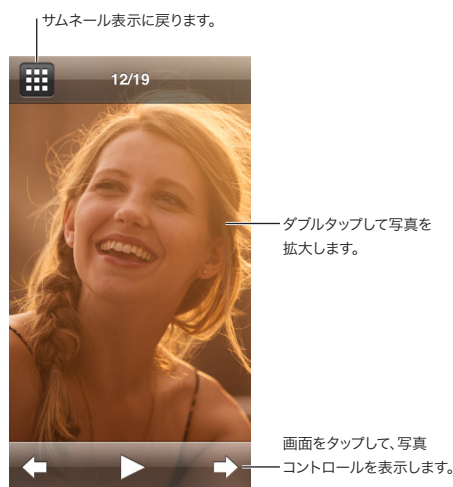 サムネール表示に戻ります。
12/19
ダブルタップして写真を
拡大します。
画面をタップして、写真
コントロールを表示します。